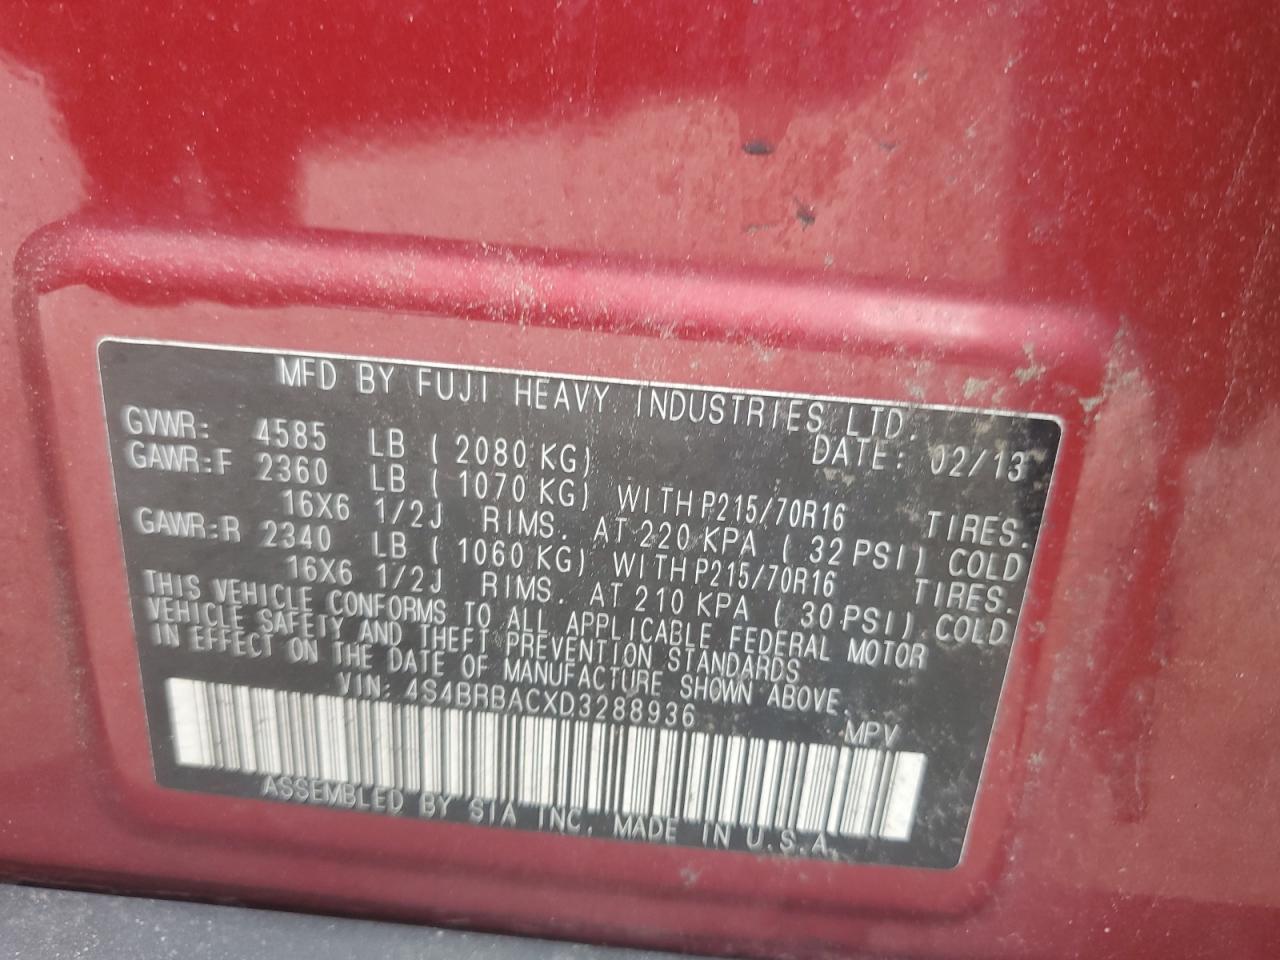 MFD BY FUJI HEAVY INDUSTRIES LTD.
DATE: 02/13
GVWR: 4585 LB ( 2080 KG)
GAWR:F 2360 LB ( 1070 KG) WITH P215/70R16 TIRES.
16X6 1/2J RIMS. AT 220 KPA ( 32 PSI) COLD
GAWR:R 2340 LB ( 1060 KG) WITH P215/70R16 TIRES.
16X6 1/2J RIMS. AT 210 KPA ( 30 PSI) COLD
THIS VEHICLE CONFORMS TO ALL APPLICABLE FEDERAL MOTOR
VEHICLE SAFETY AND THEFT PREVENTION STANDARDS
IN EFFECT ON THE DATE OF MANUFACTURE SHOWN ABOVE.
VIN: 4S4BRBACXD3288936
MPV
ASSEMBLED BY SIA INC. MADE IN U.S.A.